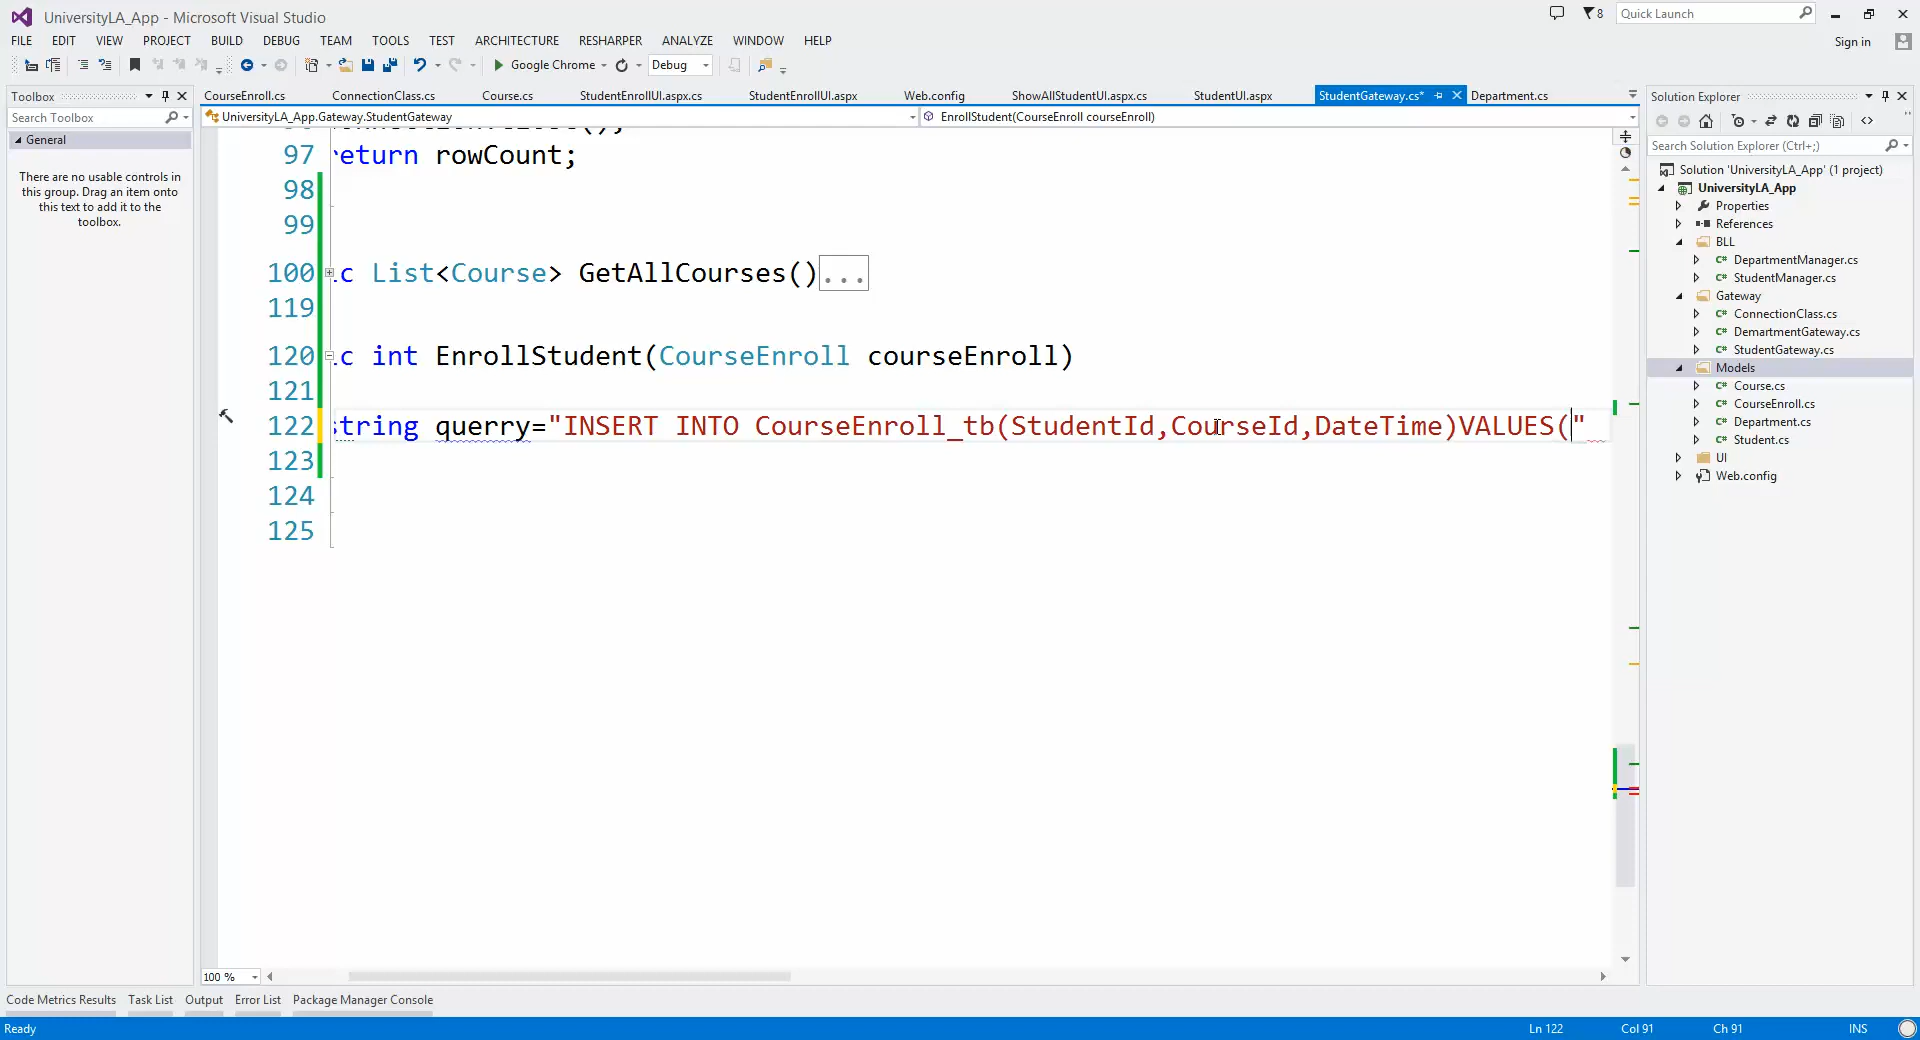 UniversityLA_App - Microsoft Visual Studio
8
Quick Launch
FILE EDIT VIEW PROJECT BUILD DEBUG TEAM TOOLS TEST ARCHITECTURE RESHARPER ANALYZE WINDOW HELP
Sign in
Google Chrome Debug
Toolbox
Search Toolbox
General
There are no usable controls in
this group. Drag an item onto
this text to add it to the
toolbox.
CourseEnroll.cs ConnectionClass.cs Course.cs StudentEnrollUI.aspx.cs StudentEnrollUI.aspx Web.config ShowAllStudentUI.aspx.cs StudentUI.aspx StudentGateway.cs* Department.cs
UniversityLA_App.Gateway.StudentGateway EnrollStudent(CourseEnroll courseEnroll)
97 return rowCount;
98
99
100 c List<Course> GetAllCourses()...
119
120 c int EnrollStudent(CourseEnroll courseEnroll)
121
122 string querry="INSERT INTO CourseEnroll_tb(StudentId,CourseId,DateTime)VALUES("
123
124
125
100 %
Solution Explorer
Search Solution Explorer (Ctrl+;)
Solution 'UniversityLA_App' (1 project)
UniversityLA_App
Properties
References
BLL
DepartmentManager.cs
StudentManager.cs
Gateway
ConnectionClass.cs
DemartmentGateway.cs
StudentGateway.cs
Models
Course.cs
CourseEnroll.cs
Department.cs
Student.cs
UI
Web.config
Code Metrics Results Task List Output Error List Package Manager Console
Ready Ln 122 Col 91 Ch 91 INS